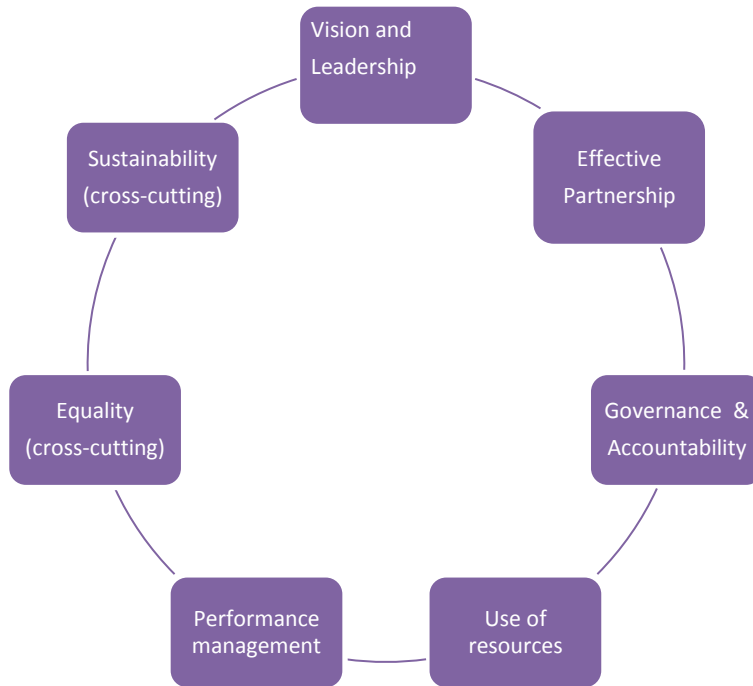 Vision and
Leadership
Effective
Partnership
Governance & 
Accountability
Use of
resources
Performance
management
Equality
(cross-cutting)
Sustainability
(cross-cutting)